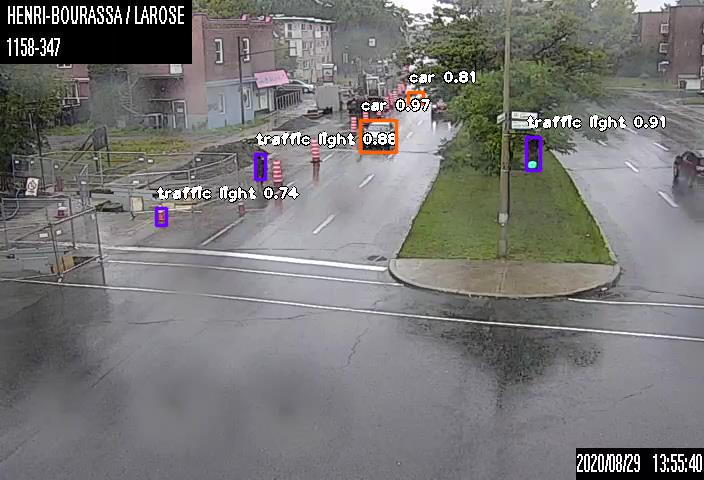 HENRI-BOURASSA / LAROSE
1158-347
car 0.81
car 0.97
traffic light 0.91
traffic light 0.86
traffic light 0.74
2020/08/29 13:55:40